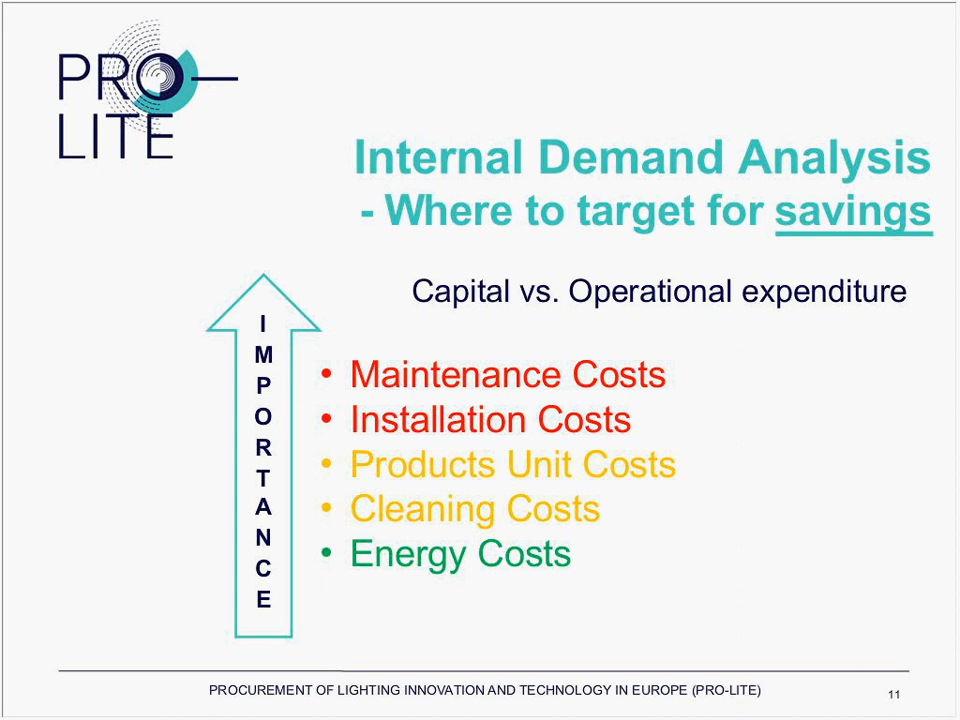 PRO-
LITE
Internal Demand Analysis
- Where to target for savings
Capital vs. Operational expenditure
I
M
P
O
R
T
A
N
C
E
• Maintenance Costs
• Installation Costs
• Products Unit Costs
• Cleaning Costs
• Energy Costs
PROCUREMENT OF LIGHTING INNOVATION AND TECHNOLOGY IN EUROPE (PRO-LITE)
11